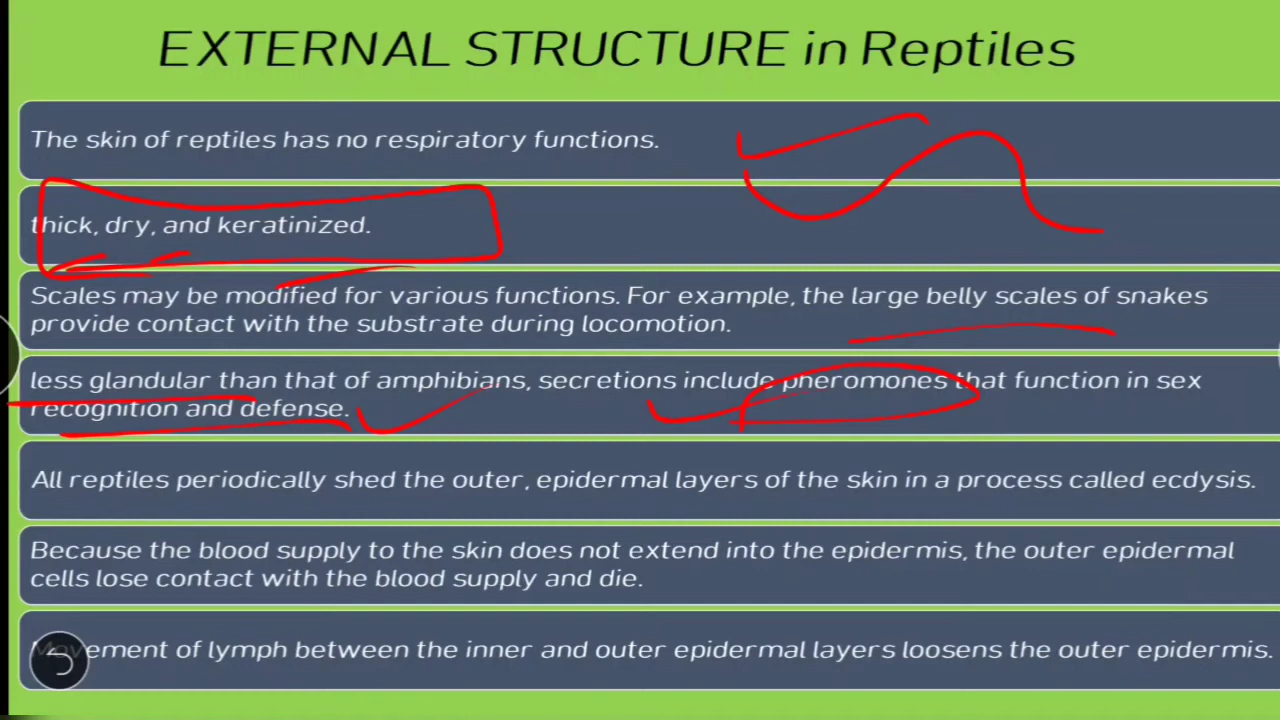 EXTERNAL STRUCTURE in Reptiles
The skin of reptiles has no respiratory functions.
thick, dry, and keratinized.
Scales may be modified for various functions. For example, the large belly scales of snakes
provide contact with the substrate during locomotion.
less glandular than that of amphibians, secretions include pheromones that function in sex
recognition and defense.
All reptiles periodically shed the outer, epidermal layers of the skin in a process called ecdysis.
Because the blood supply to the skin does not extend into the epidermis, the outer epidermal
cells lose contact with the blood supply and die.
Movement of lymph between the inner and outer epidermal layers loosens the outer epidermis.